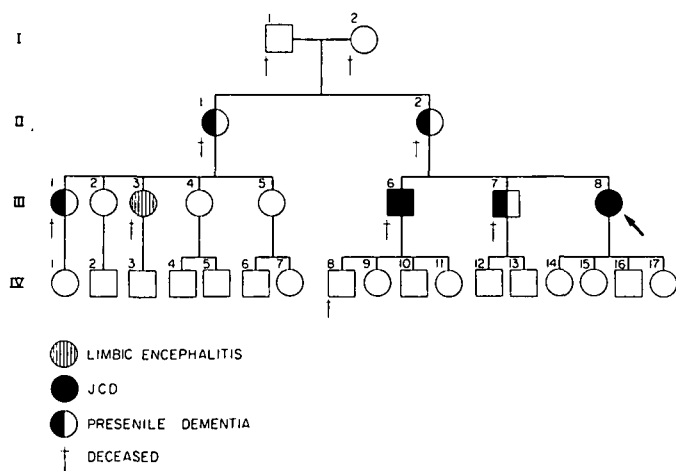 1 2
I
1 2
II
1 2 3 4 5 6 7 8
III
1 2 3 4 5 6 7 8 9 10 11 12 13 14 15 16 17
IV
LIMBIC ENCEPHALITIS
JCD
PRESENILE DEMENTIA
DECEASED